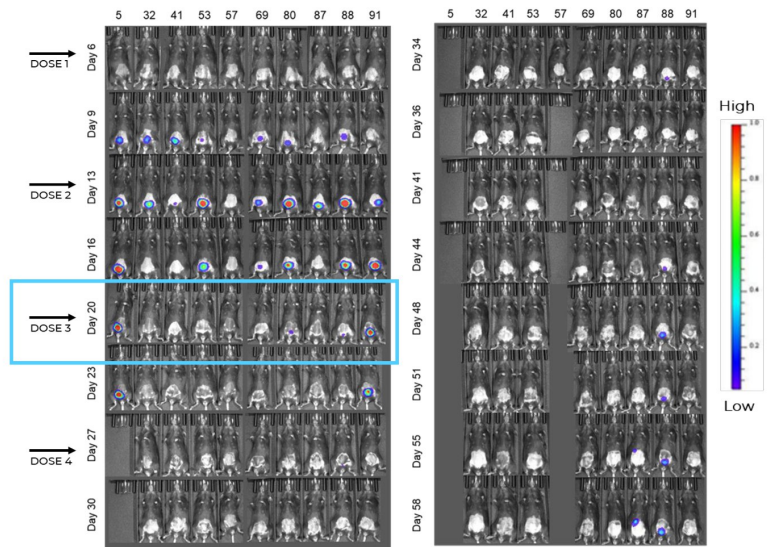 5 32 41 53 57 69 80 87 88 91
5 32 41 53 57 69 80 87 88 91
DOSE 1
Day 6
Day 9
DOSE 2
Day 13
Day 16
DOSE 3
Day 20
Day 23
DOSE 4
Day 27
Day 30
Day 34
Day 36
Day 41
Day 44
Day 48
Day 51
Day 55
Day 58
High
1.0
0.8
0.6
0.4
0.2
Low